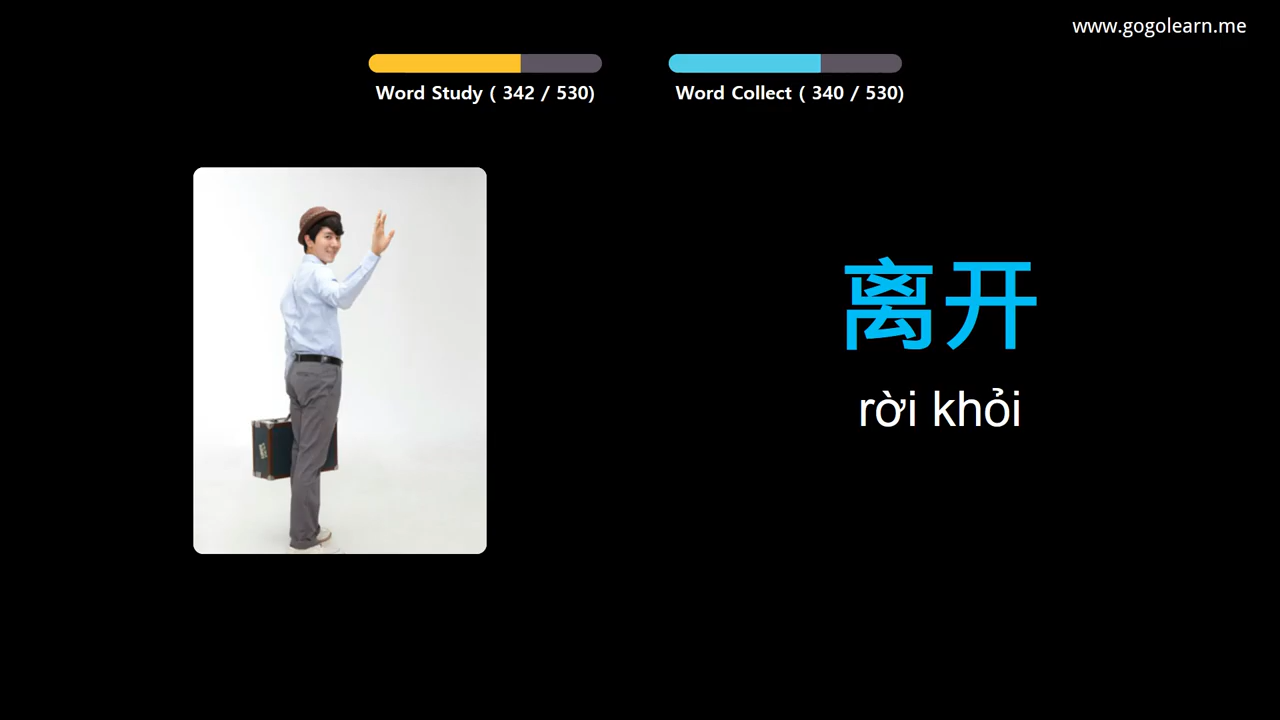 www.gogolearn.me
Word Study ( 342 / 530)
Word Collect ( 340 / 530)
离开
rời khỏi